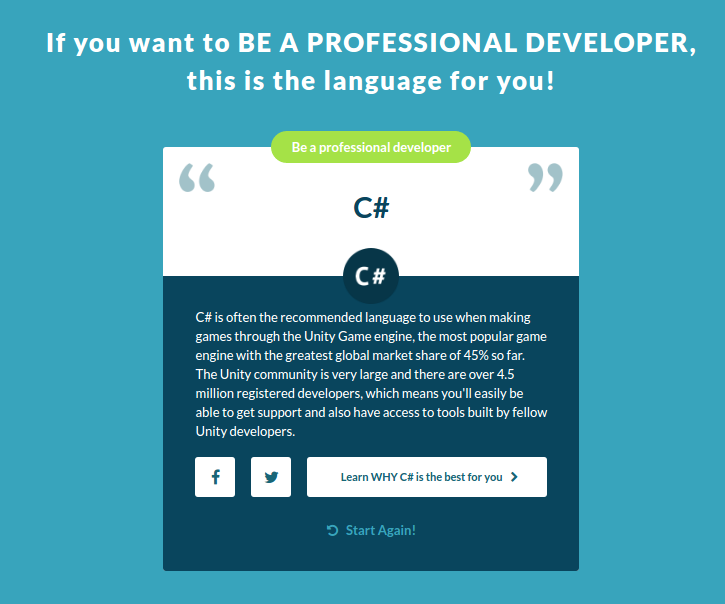 If you want to BE A PROFESSIONAL DEVELOPER,
this is the language for you!
Be a professional developer
“ ”
C#
C#
C# is often the recommended language to use when making
games through the Unity Game engine, the most popular game
engine with the greatest global market share of 45% so far.
The Unity community is very large and there are over 4.5
million registered developers, which means you'll easily be
able to get support and also have access to tools built by fellow
Unity developers.
Learn WHY C# is the best for you
Start Again!